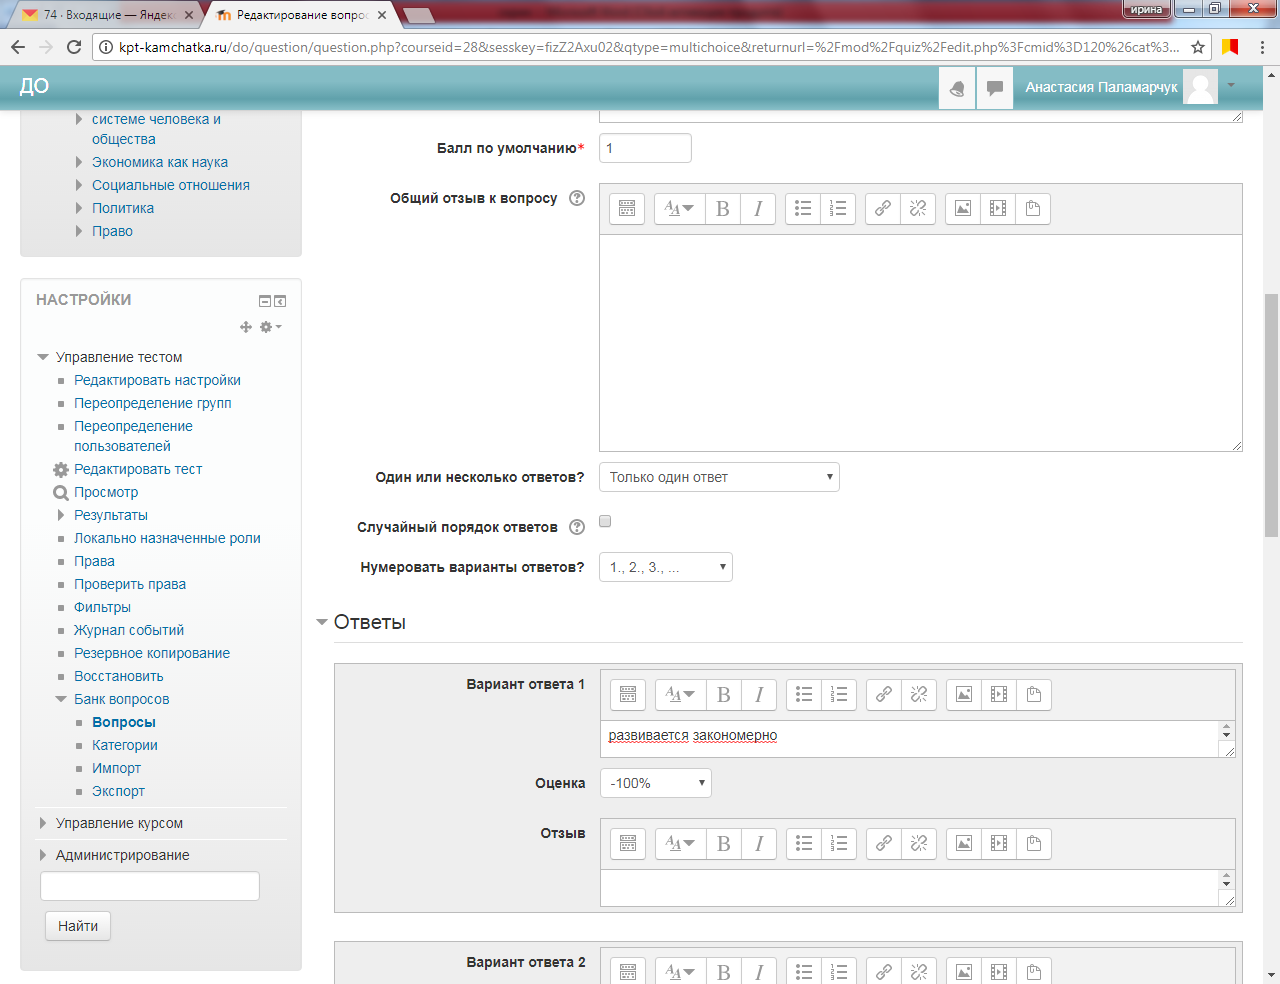 74 · Входящие — Яндекс
Редактирование вопрос
ирина
kpt-kamchatka.ru/do/question/question.php?courseid=28&sesskey=fizZ2Axu02&qtype=multichoice&returnurl=%2Fmod%2Fquiz%2Fedit.php%3Fcmid%3D120%26cat%3...
ДО
Анастасия Паламарчук
системе человека и
общества
Экономика как наука
Социальные отношения
Политика
Право
НАСТРОЙКИ
Управление тестом
Редактировать настройки
Переопределение групп
Переопределение
пользователей
Редактировать тест
Просмотр
Результаты
Локально назначенные роли
Права
Проверить права
Фильтры
Журнал событий
Резервное копирование
Восстановить
Банк вопросов
Вопросы
Категории
Импорт
Экспорт
Управление курсом
Администрирование
Найти
Балл по умолчанию*
1
Общий отзыв к вопросу
Один или несколько ответов?
Только один ответ
Случайный порядок ответов
Нумеровать варианты ответов?
1., 2., 3., ...
Ответы
Вариант ответа 1
развивается закономерно
Оценка
-100%
Отзыв
Вариант ответа 2